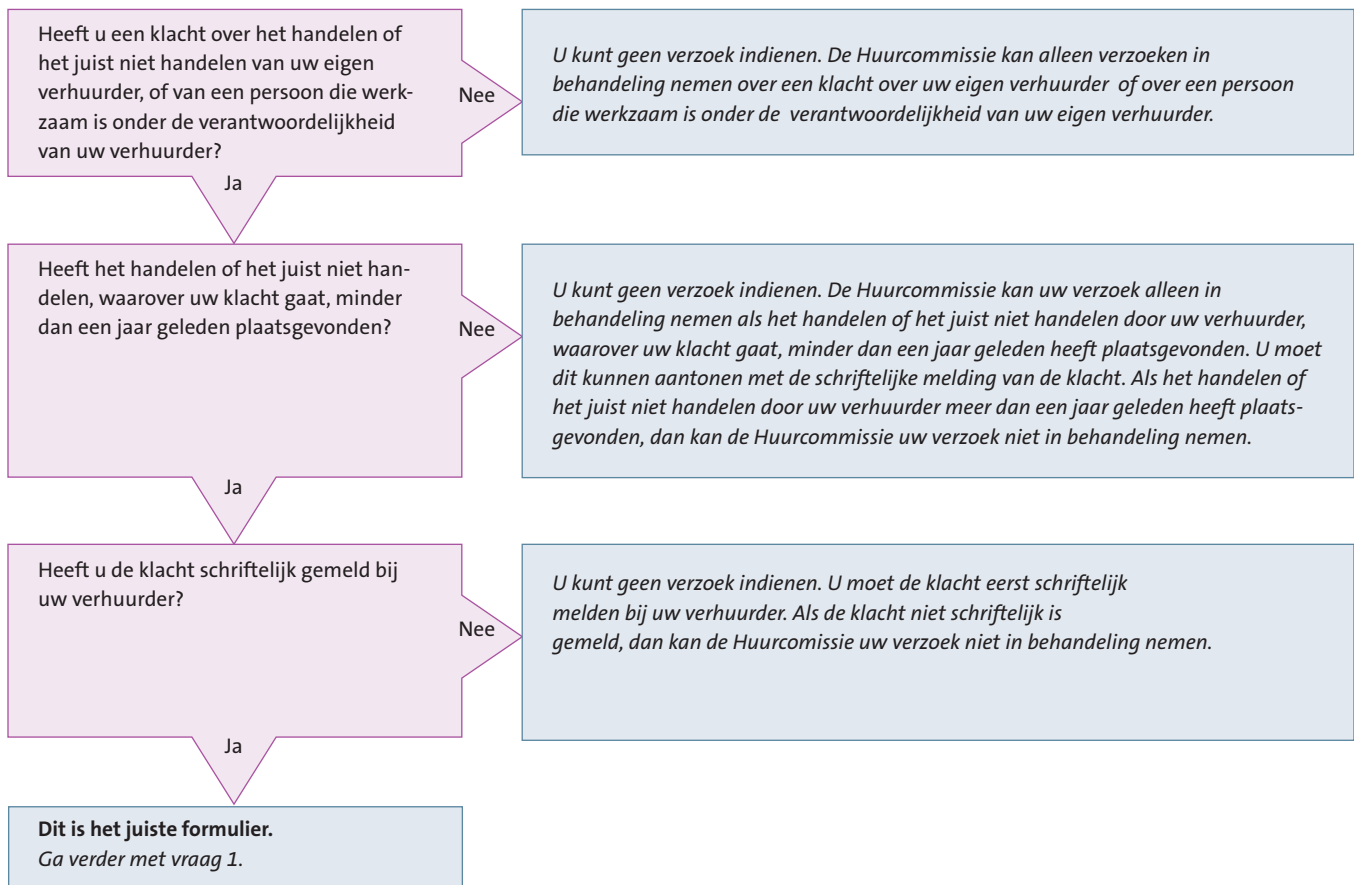 Heeft u een klacht over het handelen of
het juist niet handelen van uw eigen
verhuurder, of van een persoon die werk-
zaam is onder de verantwoordelijkheid
van uw verhuurder?
Nee
U kunt geen verzoek indienen. De Huurcommissie kan alleen verzoeken in
behandeling nemen over een klacht over uw eigen verhuurder of over een persoon
die werkzaam is onder de verantwoordelijkheid van uw eigen verhuurder.
Ja
Heeft het handelen of het juist niet han-
delen, waarover uw klacht gaat, minder
dan een jaar geleden plaatsgevonden?
Nee
U kunt geen verzoek indienen. De Huurcommissie kan uw verzoek alleen in
behandeling nemen als het handelen of het juist niet handelen door uw verhuurder,
waarover uw klacht gaat, minder dan een jaar geleden heeft plaatsgevonden. U moet
dit kunnen aantonen met de schriftelijke melding van de klacht. Als het handelen of
het juist niet handelen door uw verhuurder meer dan een jaar geleden heeft plaats-
gevonden, dan kan de Huurcommissie uw verzoek niet in behandeling nemen.
Ja
Heeft u de klacht schriftelijk gemeld bij
uw verhuurder?
Nee
U kunt geen verzoek indienen. U moet de klacht eerst schriftelijk
melden bij uw verhuurder. Als de klacht niet schriftelijk is
gemeld, dan kan de Huurcomissie uw verzoek niet in behandeling nemen.
Ja
Dit is het juiste formulier.
Ga verder met vraag 1.